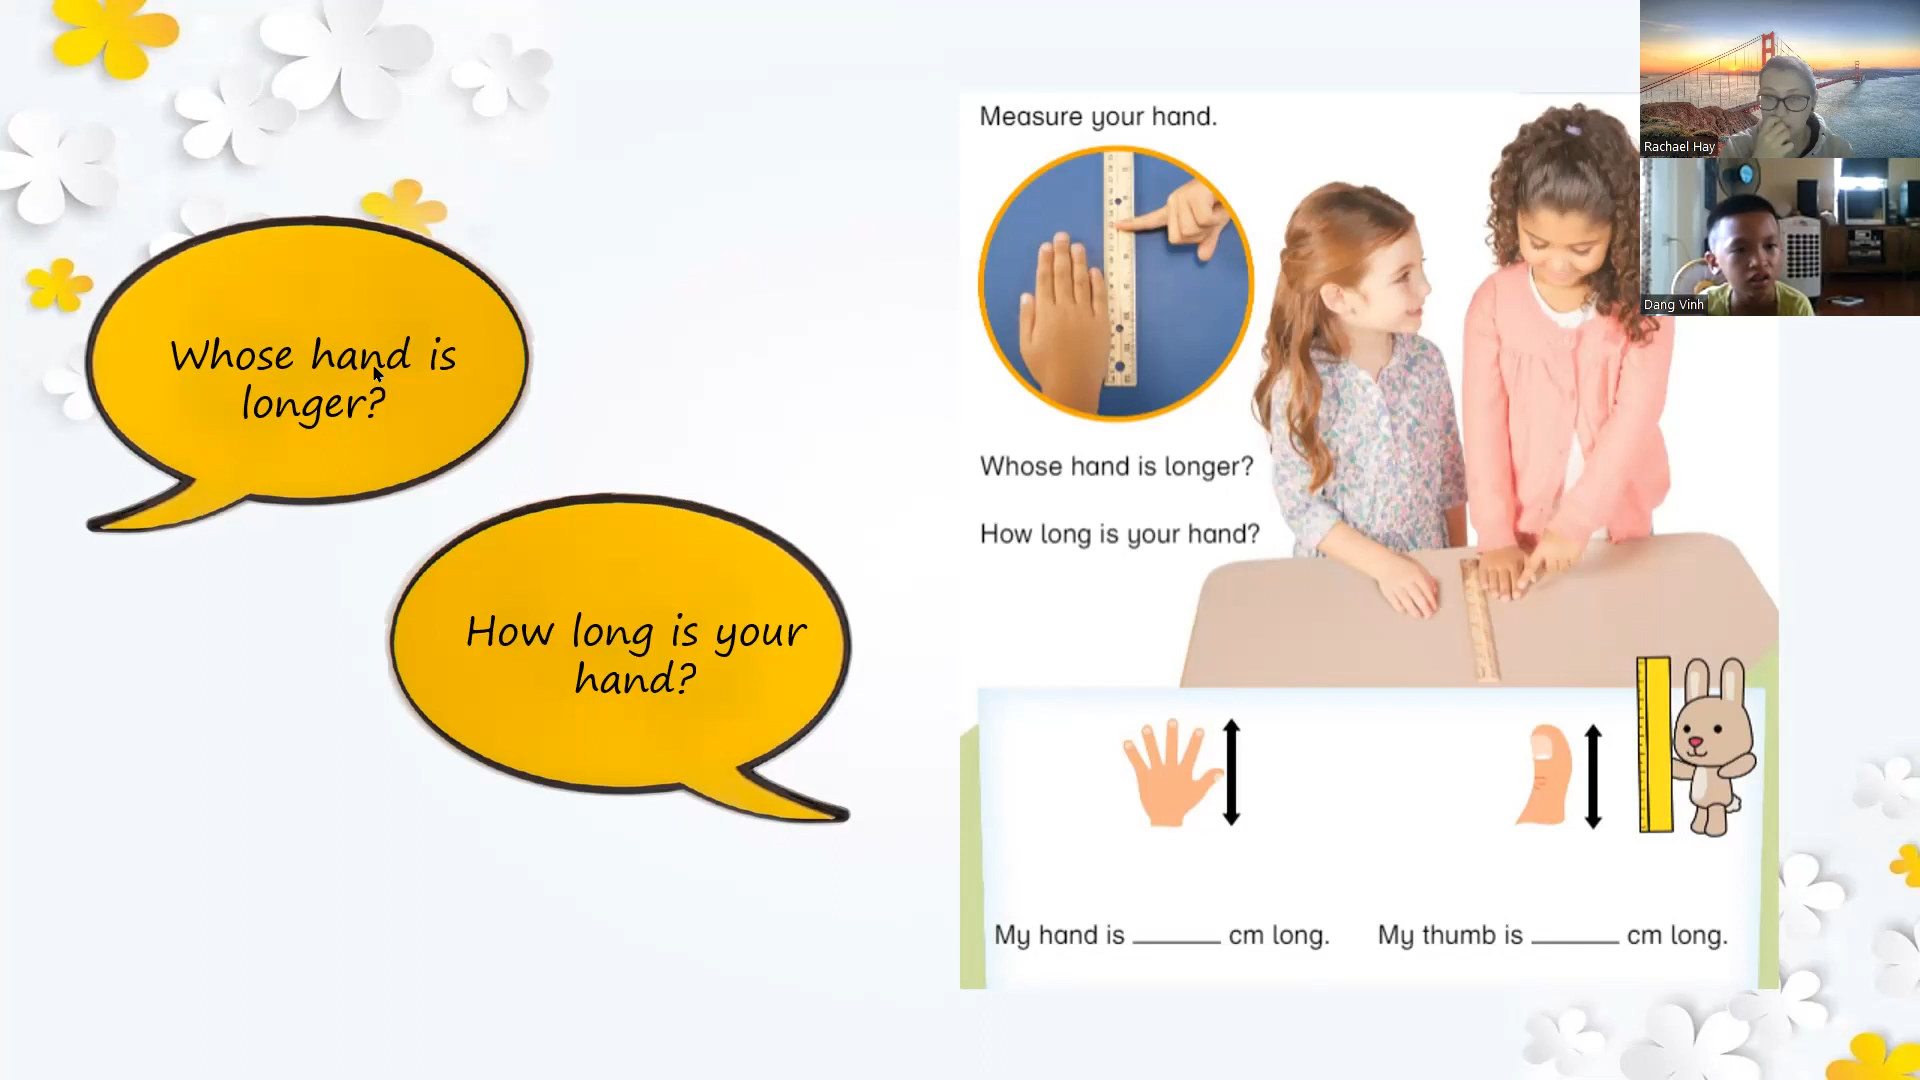 Whose hand is
longer?
How long is your
hand?
Measure your hand.
Whose hand is longer?
How long is your hand?
My hand is ______ cm long.
My thumb is ______ cm long.
Rachael Hay
Dang Vinh